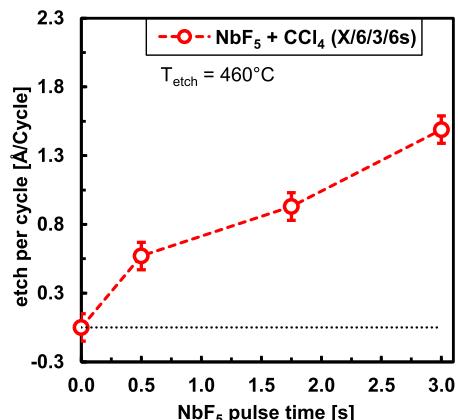 2.3
NbF₅ + CCl₄ (X/6/3/6s)
T_etch = 460°C
1.8
1.3
0.8
0.3
-0.3
etch per cycle [Å/Cycle]
0.0 0.5 1.0 1.5 2.0 2.5 3.0
NbF₅ pulse time [s]